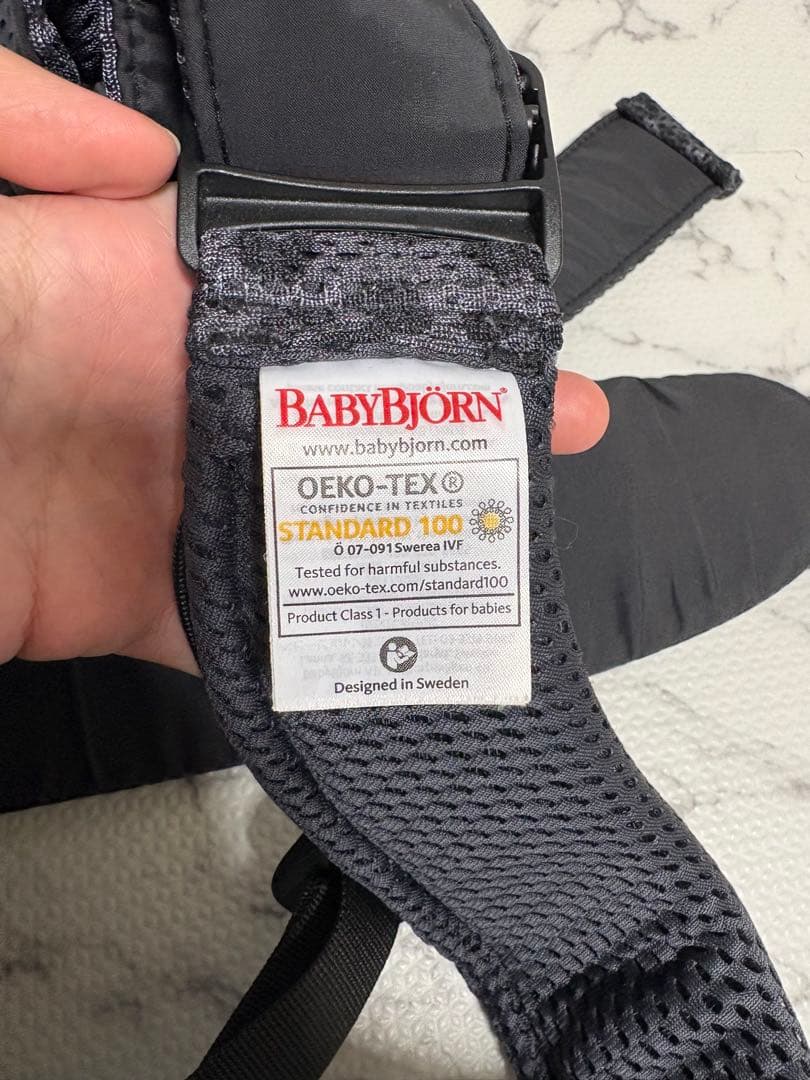 BABYBJÖRN®
www.babybjorn.com
OEKO-TEX®
CONFIDENCE IN TEXTILES
STANDARD 100
Ö 07-091 Swerea IVF
Tested for harmful substances.
www.oeko-tex.com/standard100
Product Class 1 - Products for babies
Designed in Sweden